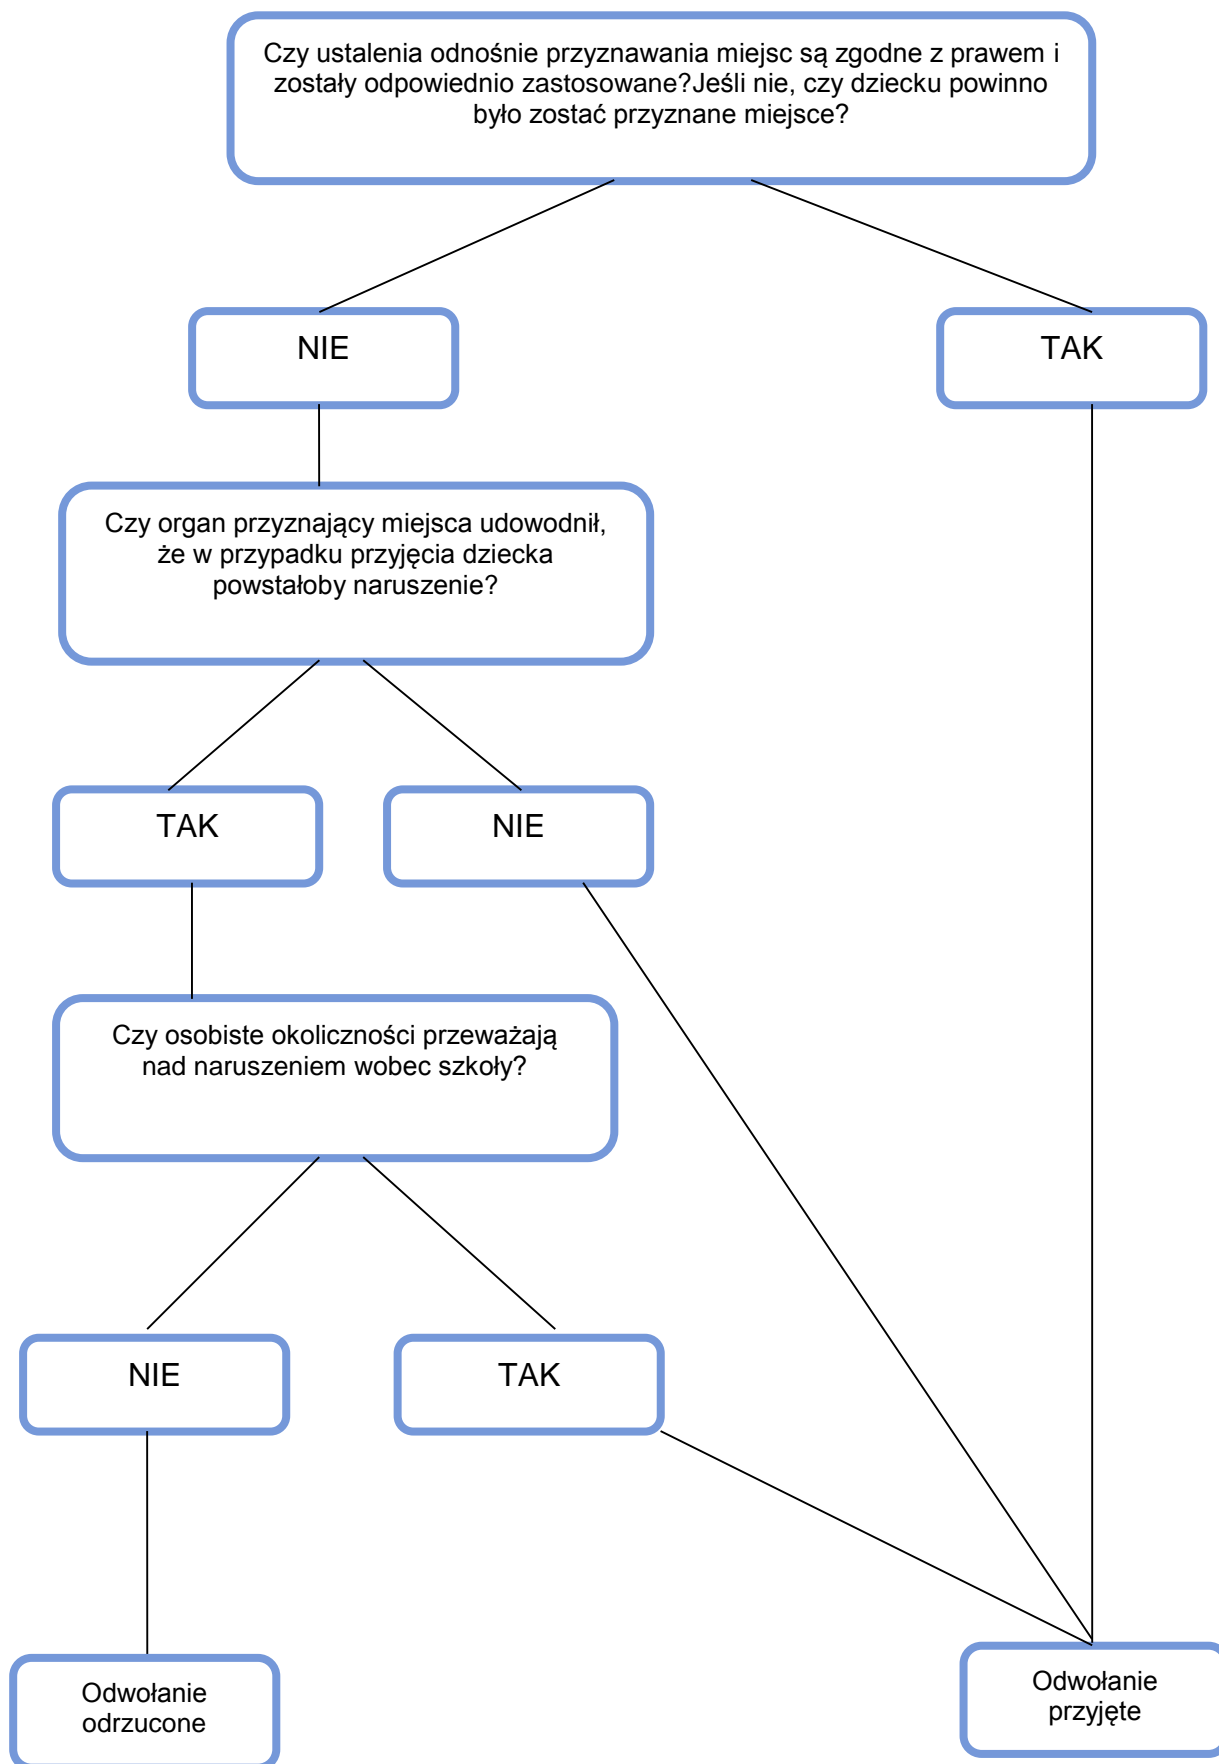 Czy ustalenia odnośnie przyznawania miejsc są zgodne z prawem i
zostały odpowiednio zastosowane?Jeśli nie, czy dziecku powinno
było zostać przyznane miejsce?
NIE
TAK
Czy organ przyznający miejsca udowodnił,
że w przypadku przyjęcia dziecka
powstałoby naruszenie?
TAK
NIE
Czy osobiste okoliczności przeważają
nad naruszeniem wobec szkoły?
NIE
TAK
Odwołanie
odrzucone
Odwołanie
przyjęte